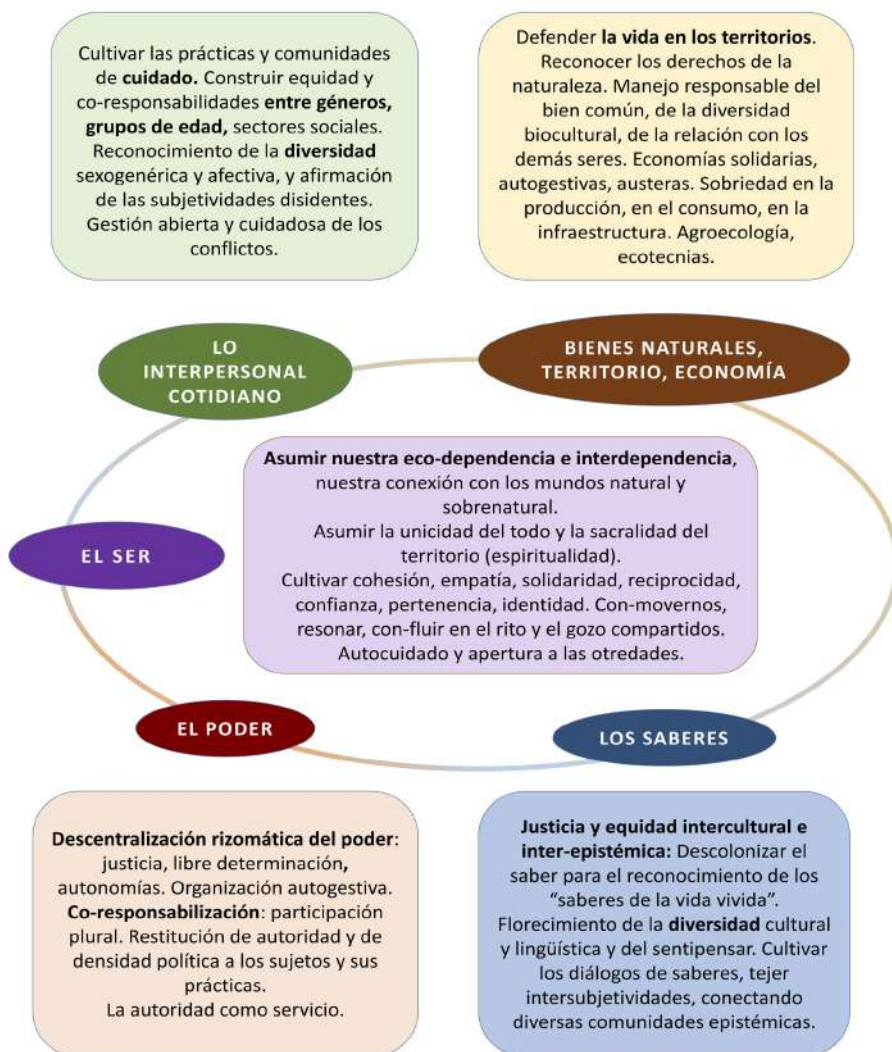 Cultivar las prácticas y comunidades
de cuidado. Construir equidad y
co-responsabilidades entre géneros,
grupos de edad, sectores sociales.
Reconocimiento de la diversidad
sexogenérica y afectiva, y afirmación
de las subjetividades disidentes.
Gestión abierta y cuidadosa de los
conflictos.
Defender la vida en los territorios.
Reconocer los derechos de la
naturaleza. Manejo responsable del
bien común, de la diversidad
biocultural, de la relación con los
demás seres. Economías solidarias,
autogestivas, austeras. Sobriedad en la
producción, en el consumo, en la
infraestructura. Agroecología,
ecotecnias.
LO
INTERPERSONAL
COTIDIANO
BIENES NATURALES,
TERRITORIO, ECONOMÍA
Asumir nuestra eco-dependencia e interdependencia,
nuestra conexión con los mundos natural y
sobrenatural.
Asumir la unicidad del todo y la sacralidad del
territorio (espiritualidad).
Cultivar cohesión, empatía, solidaridad, reciprocidad,
confianza, pertenencia, identidad. Con-movernos,
resonar, con-fluir en el rito y el gozo compartidos.
Autocuidado y apertura a las otredades.
EL SER
EL PODER
LOS SABERES
Descentralización rizomática del poder:
justicia, libre determinación,
autonomías. Organización autogestiva.
Co-responsabilización: participación
plural. Restitución de autoridad y de
densidad política a los sujetos y sus
prácticas.
La autoridad como servicio.
Justicia y equidad intercultural e
inter-epistémica: Descolonizar el
saber para el reconocimiento de los
“saberes de la vida vivida”.
Florecimiento de la diversidad cultural
y lingüística y del sentipensar. Cultivar
los diálogos de saberes, tejer
intersubjetividades, conectando
diversas comunidades epistémicas.